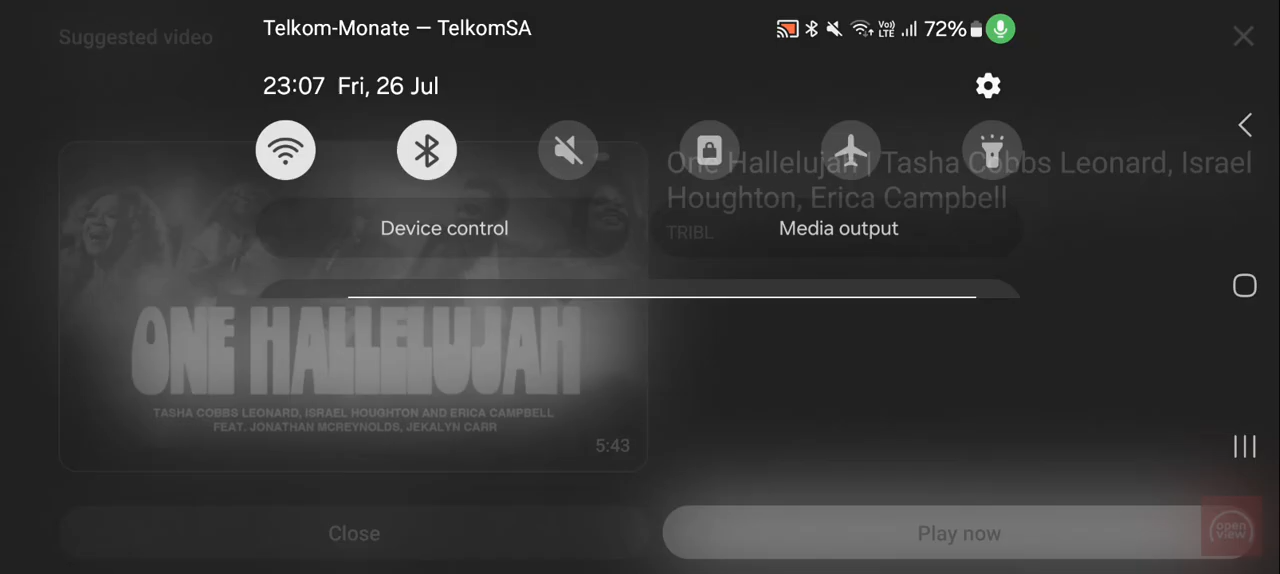 Suggested video
Telkom-Monate — TelkomSA
Vo))
LTE
72%
23:07 Fri, 26 Jul
One Hallelujah | Tasha Cobbs Leonard, Israel
Houghton, Erica Campbell
TRIBL
Device control
Media output
ONE HALLELUJAH
TASHA COBBS LEONARD, ISRAEL HOUGHTON AND ERICA CAMPBELL
FEAT. JONATHAN MCREYNOLDS, JEKALYN CARR
5:43
Close
Play now
open
view